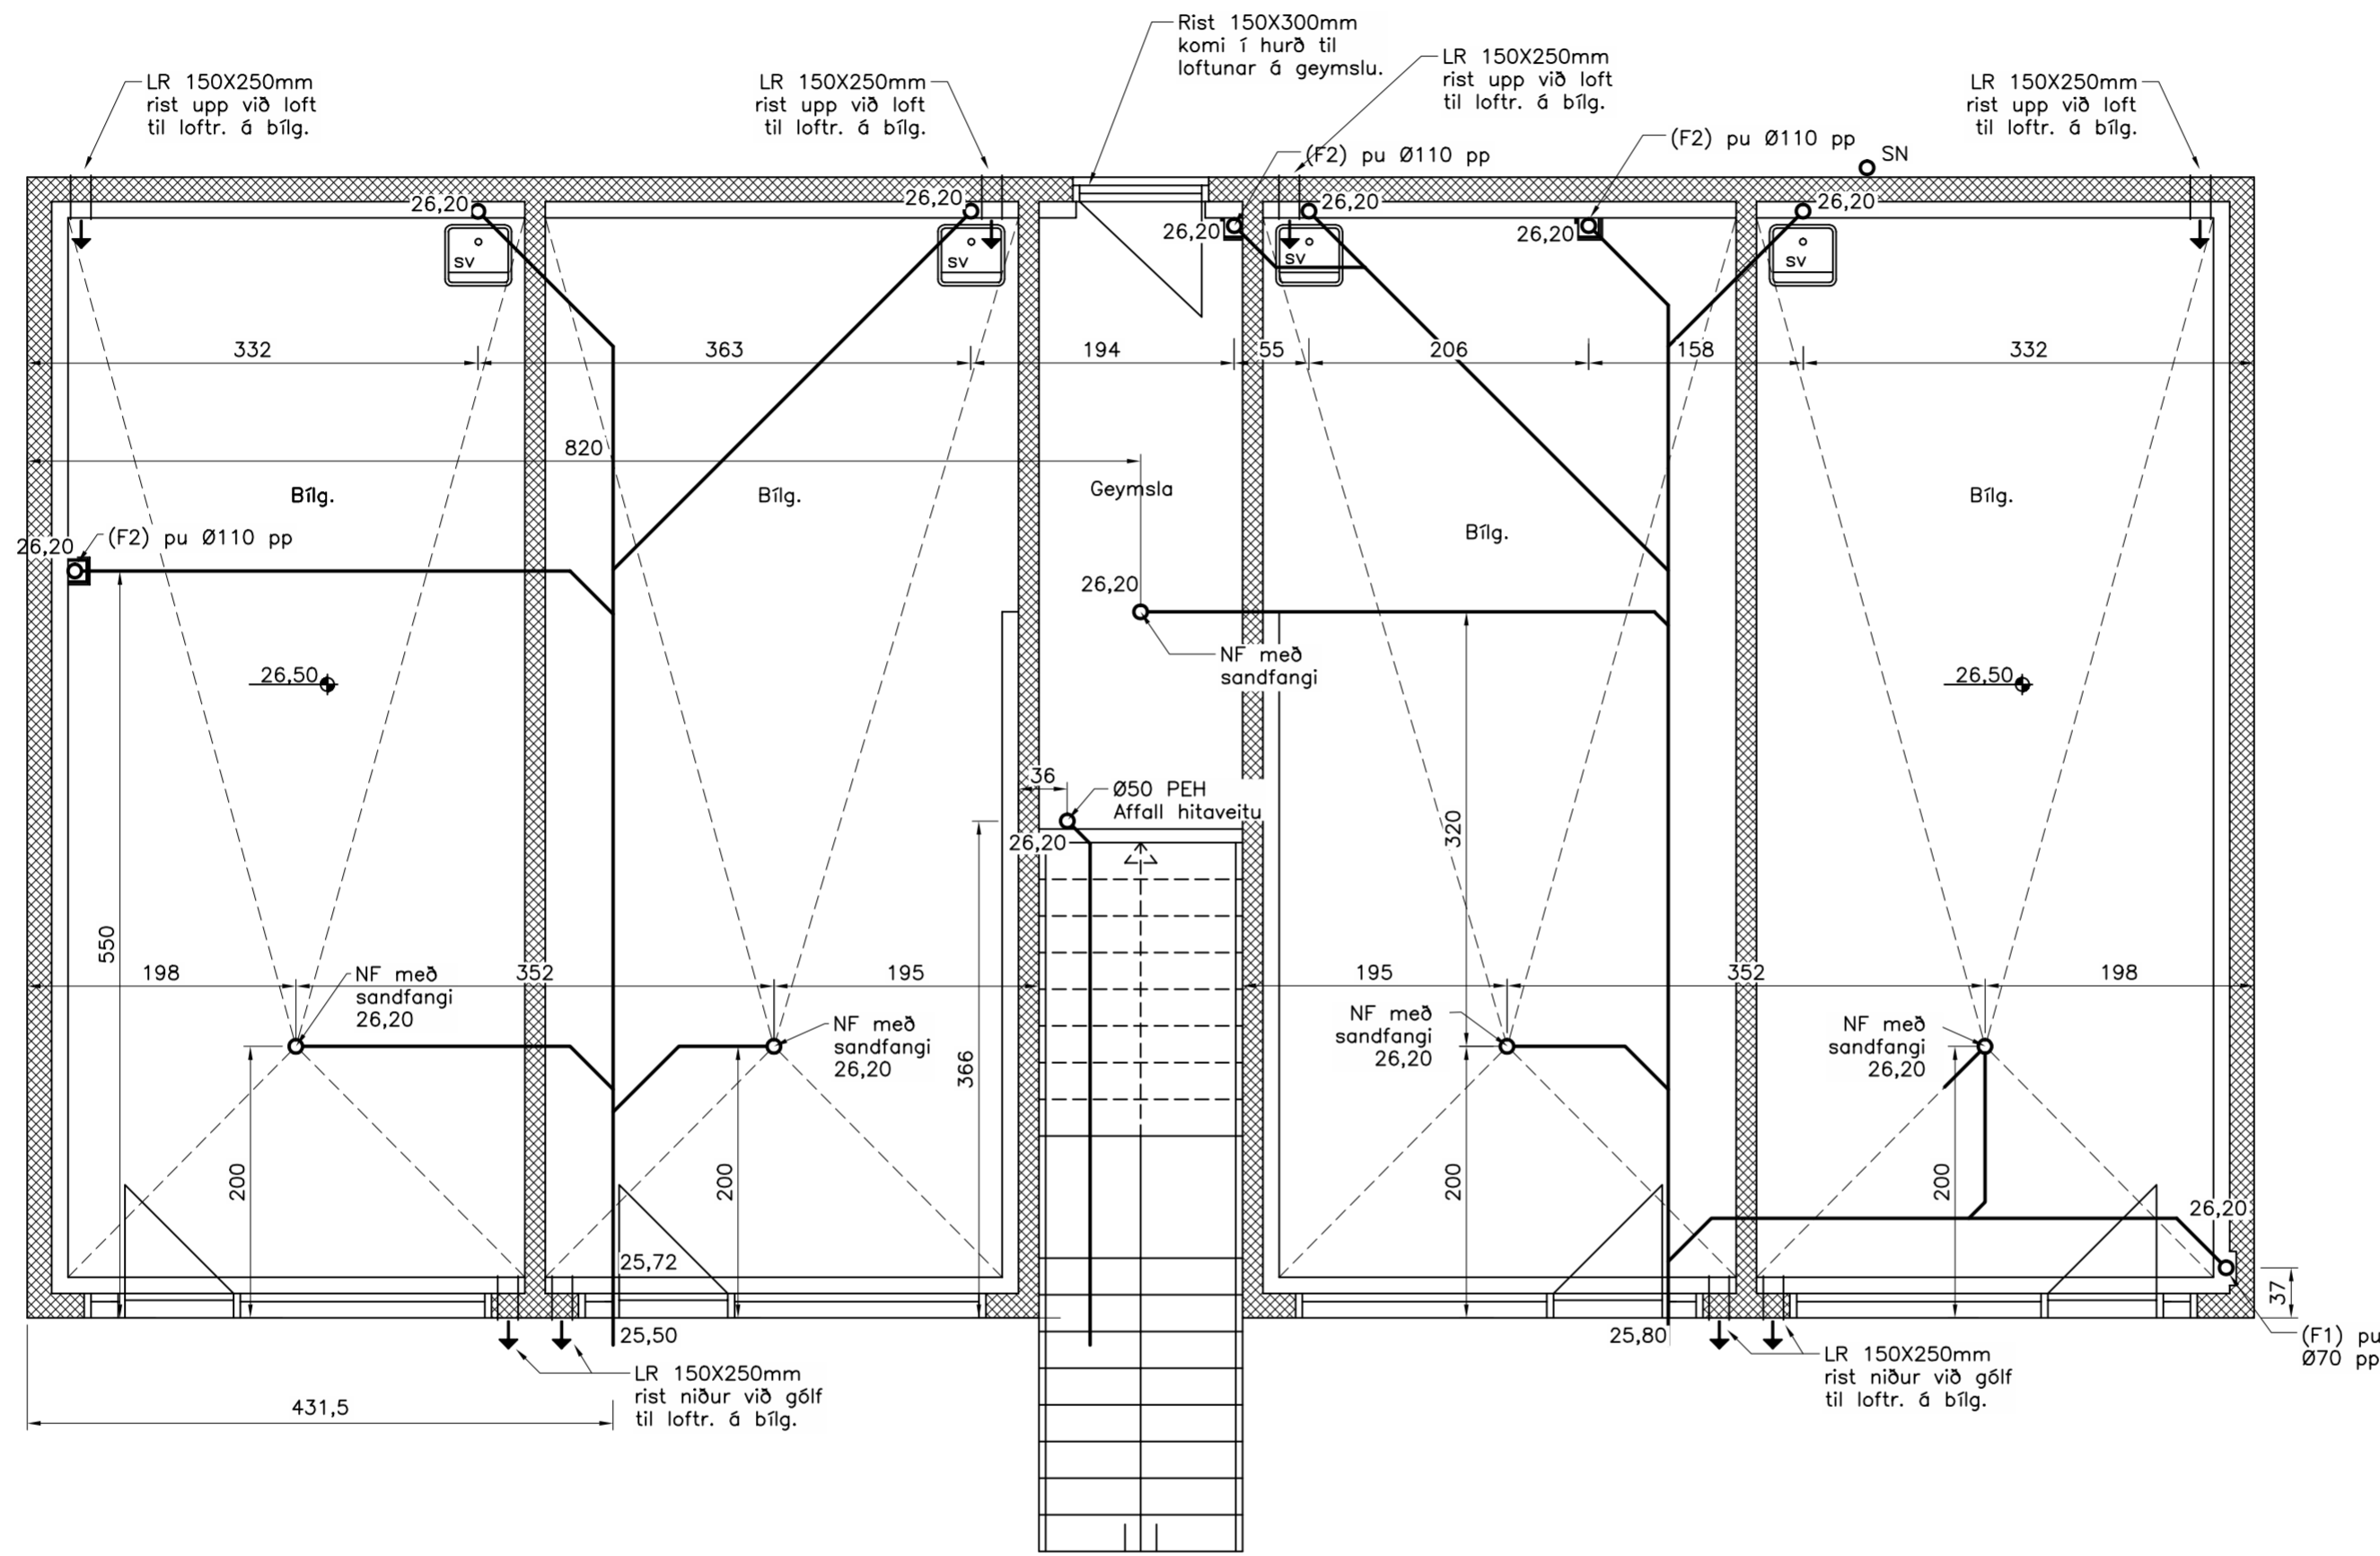 Rist 150X300mm
komi í hurð til
loftunar á geymslu.
LR 150X250mm
rist upp við loft
til loftr. á bílg.
LR 150X250mm
rist upp við loft
til loftr. á bílg.
LR 150X250mm
rist upp við loft
til loftr. á bílg.
LR 150X250mm
rist upp við loft
til loftr. á bílg.
(F2) pu Ø110 pp
(F2) pu Ø110 pp
SN
26,20
26,20
26,20
26,20
26,20
26,20
sv
sv
sv
sv
332
363
194
55
206
158
332
820
Bílg.
Bílg.
Geymsla
Bílg.
Bílg.
26,20
(F2) pu Ø110 pp
26,20
NF með
sandfangi
26,50
26,50
36
Ø50 PEH
Affall hitaveitu
26,20
320
550
198
352
195
195
352
198
NF með
sandfangi
26,20
NF með
sandfangi
26,20
366
NF með
sandfangi
26,20
NF með
sandfangi
26,20
200
200
200
200
26,20
25,72
37
25,50
25,80
(F1) pu
Ø70 pp
LR 150X250mm
rist niður við gólf
til loftr. á bílg.
LR 150X250mm
rist niður við gólf
til loftr. á bílg.
431,5